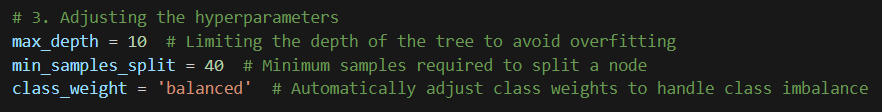 # 3. Adjusting the hyperparameters
max_depth = 10  # Limiting the depth of the tree to avoid overfitting
min_samples_split = 40  # Minimum samples required to split a node
class_weight = 'balanced'  # Automatically adjust class weights to handle class imbalance